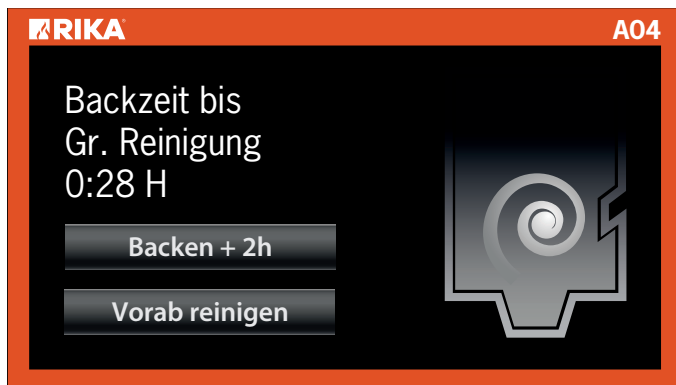 RIKA
A04
Backzeit bis
Gr. Reinigung
0:28 H
Backen + 2h
Vorab reinigen